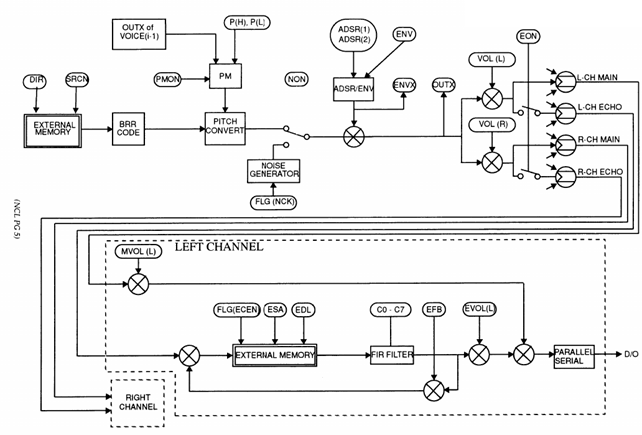 OUTX of
VOICE(i-1)
P(H), P(L)
ADSR(1)
ADSR(2)
ENV
EON
VOL (L)
DIR
SRCN
PMON
PM
NON
ADSR/ENV
ENVX
OUTX
L-CH MAIN
L-CH ECHO
R-CH MAIN
R-CH ECHO
EXTERNAL
MEMORY
BRR
CODE
PITCH
CONVERT
VOL (R)
NOISE
GENERATOR
FLG (NCK)
(NCL PG 5)
LEFT CHANNEL
MVOL (L)
FLG(ECEN)
ESA
EDL
C0 - C7
EFB
EVOL(L)
EXTERNAL MEMORY
FIR FILTER
PARALLEL
SERIAL
D/O
RIGHT
CHANNEL